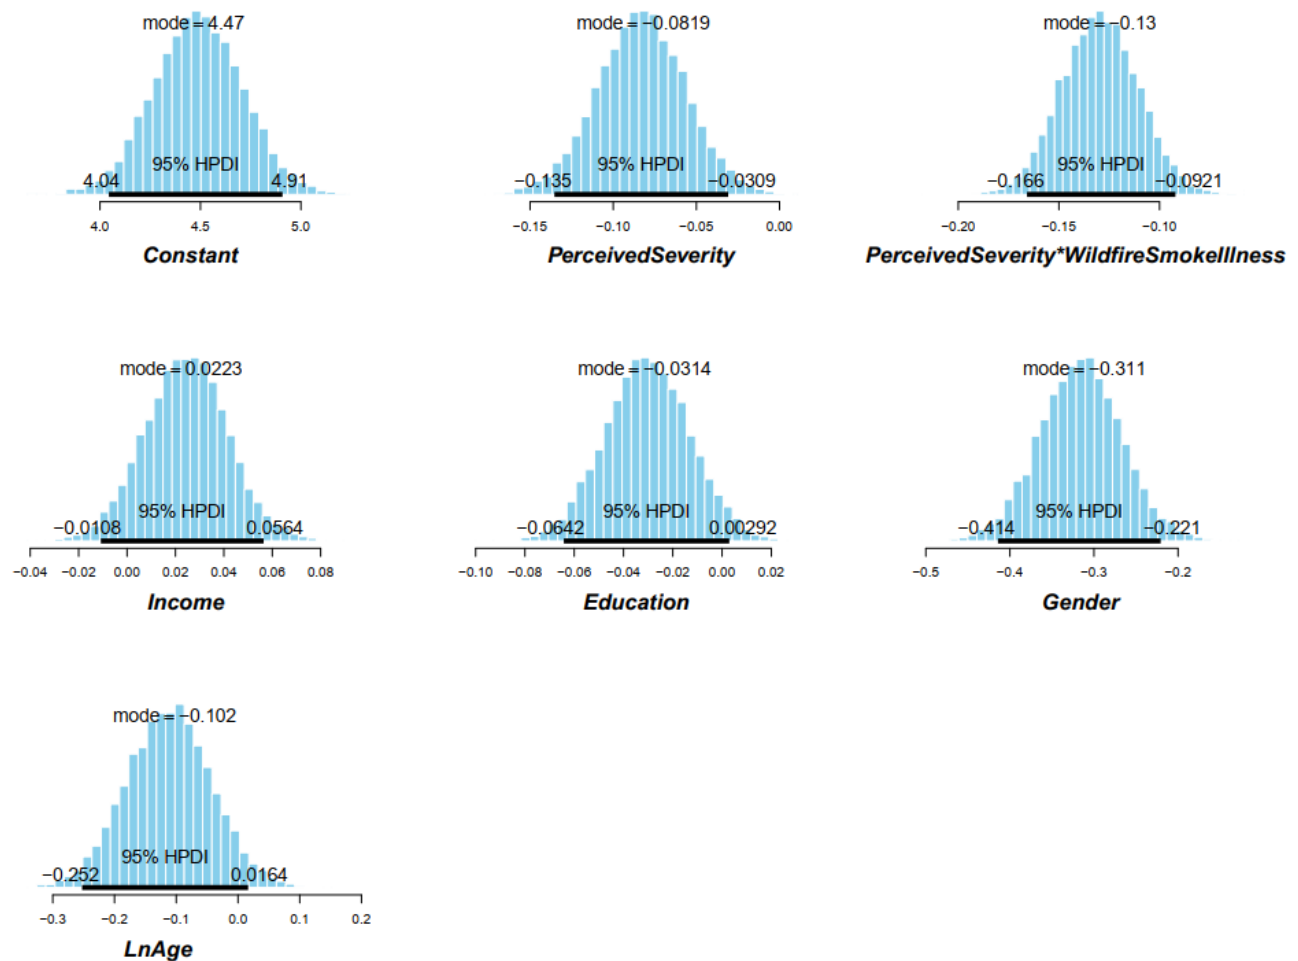 mode = 4.47
95% HPDI
4.04 4.91
4.0 4.5 5.0
Constant
mode = −0.0819
95% HPDI
−0.135 −0.0309
−0.15 −0.10 −0.05 0.00
PerceivedSeverity
mode = −0.13
95% HPDI
−0.166 −0.0921
−0.20 −0.15 −0.10
PerceivedSeverity*WildfireSmokeIllness
mode = 0.0223
95% HPDI
−0.0108 0.0564
−0.04 −0.02 0.00 0.02 0.04 0.06 0.08
Income
mode = −0.0314
95% HPDI
−0.0642 0.00292
−0.10 −0.08 −0.06 −0.04 −0.02 0.00 0.02
Education
mode = −0.311
95% HPDI
−0.414 −0.221
−0.5 −0.4 −0.3 −0.2
Gender
mode = −0.102
95% HPDI
−0.252 0.0164
−0.3 −0.2 −0.1 0.0 0.1 0.2
LnAge